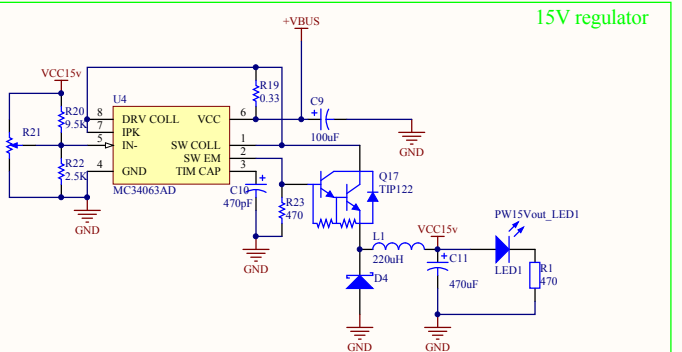 15V regulator
+VBUS
VCC15v
U4
R19
0.33
C9
+
100uF
GND
R20
9.5K
R21
R22
2.5K
8 DRV COLL VCC 6
7 IPK
5 IN- SW COLL 1
SW EM 2
4 GND TIM CAP 3
MC34063AD
GND
C10
+
470pF
GND
R23
470
Q17
TIP122
L1
220uH
VCC15v
+
C11
470uF
D4
GND
GND
PW15Vout_LED1
LED1
R1
470